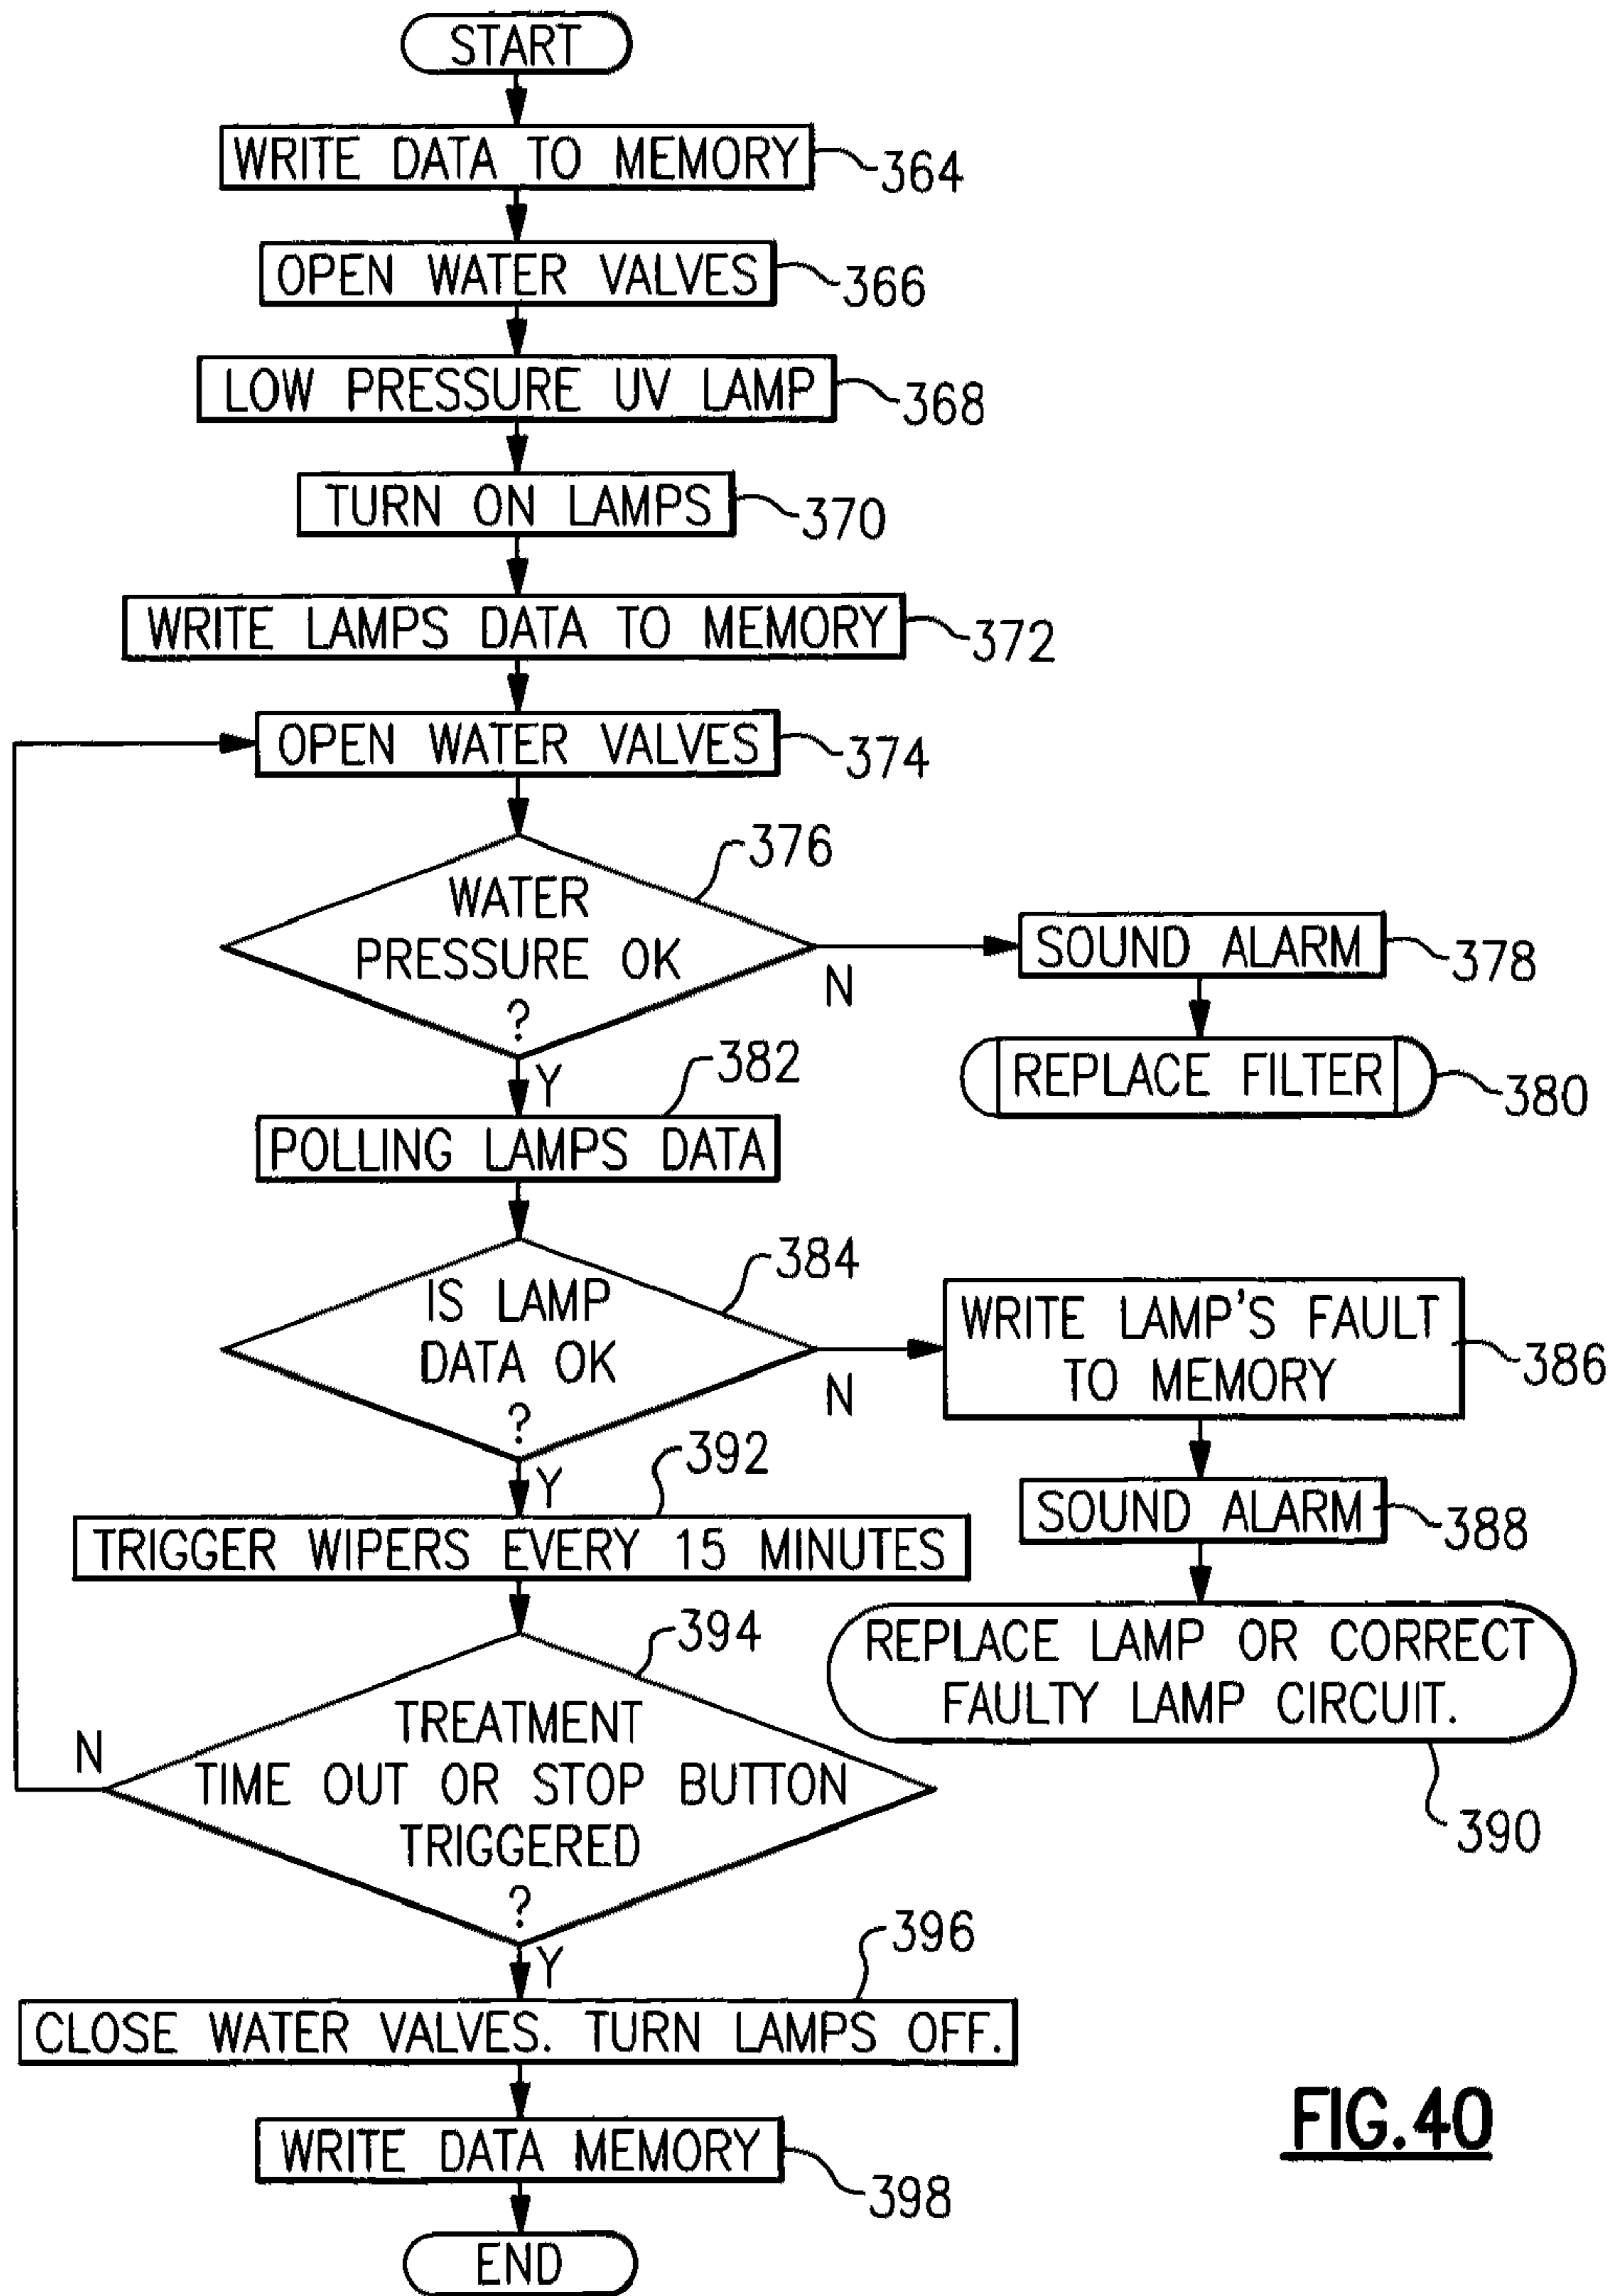 START
WRITE DATA TO MEMORY
364
OPEN WATER VALVES
366
LOW PRESSURE UV LAMP
368
TURN ON LAMPS
370
WRITE LAMPS DATA TO MEMORY
372
OPEN WATER VALVES
374
376
WATER
PRESSURE OK
?
N
Y
SOUND ALARM
378
REPLACE FILTER
380
382
POLLING LAMPS DATA
384
IS LAMP
DATA OK
?
N
Y
WRITE LAMP'S FAULT
TO MEMORY
386
SOUND ALARM
388
REPLACE LAMP OR CORRECT
FAULTY LAMP CIRCUIT.
390
392
TRIGGER WIPERS EVERY 15 MINUTES
394
TREATMENT
TIME OUT OR STOP BUTTON
TRIGGERED
?
N
Y
396
CLOSE WATER VALVES. TURN LAMPS OFF.
WRITE DATA MEMORY
398
END
FIG.40